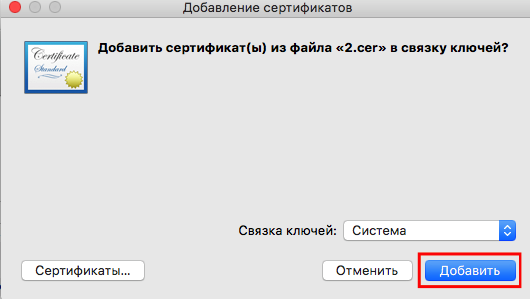 Добавление сертификатов
Certificate
Standard
Добавить сертификат(ы) из файла «2.cer» в связку ключей?
Связка ключей: Система
Сертификаты... Отменить Добавить